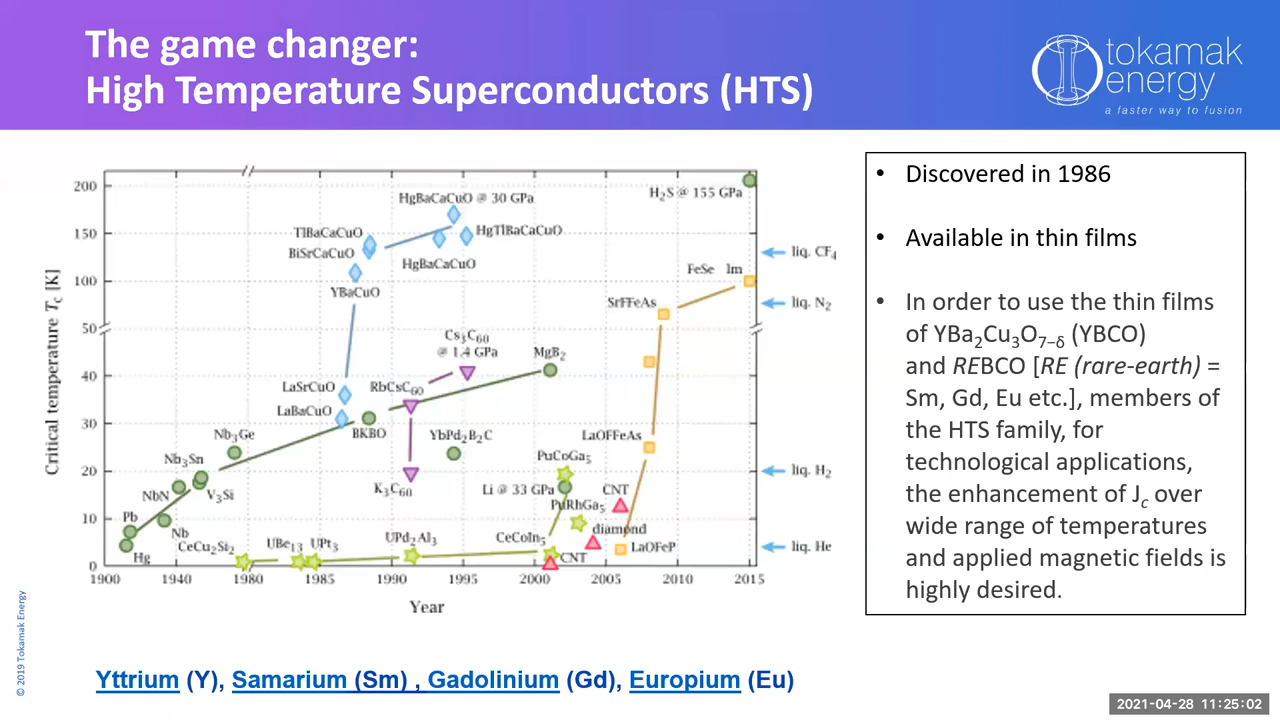 The game changer:
High Temperature Superconductors (HTS)
tokamak
energy
a faster way to fusion
Critical temperature Tc [K]
200
150
100
50
40
30
20
10
0
1900
1940
1980
1985
1990
1995
2000
2005
2010
2015
Year
HgBaCaCuO @ 30 GPa
H₂S @ 155 GPa
TlBaCaCuO
HgTlBaCaCuO
BiSrCaCuO
HgBaCaCuO
liq. CF₄
FeSe lm
YBaCuO
SrFFeAs
liq. N₂
Cs₃C₆₀
@ 1.4 GPa
MgB₂
LaSrCuO
RbCsC₆₀
LaBaCuO
BKBO
YbPd₂B₂C
LaOFFeAs
Nb₃Ge
Nb₃Sn
PuCoGa₅
liq. H₂
K₃C₆₀
Li @ 33 GPa
CNT
NbN
V₃Si
PuRhGa₅
Pb
Nb
diamond
Hg
CeCu₂Si₂
UBe₁₃
UPt₃
UPd₂Al₃
CeCoIn₅
CNT
LaOFeP
liq. He
• Discovered in 1986
• Available in thin films
• In order to use the thin films
of YBa₂Cu₃O₇₋δ (YBCO)
and REBCO [RE (rare-earth) =
Sm, Gd, Eu etc.], members of
the HTS family, for
technological applications,
the enhancement of Jc over
wide range of temperatures
and applied magnetic fields is
highly desired.
© 2019 Tokamak Energy
Yttrium (Y), Samarium (Sm) , Gadolinium (Gd), Europium (Eu)
2021-04-28 11:25:02